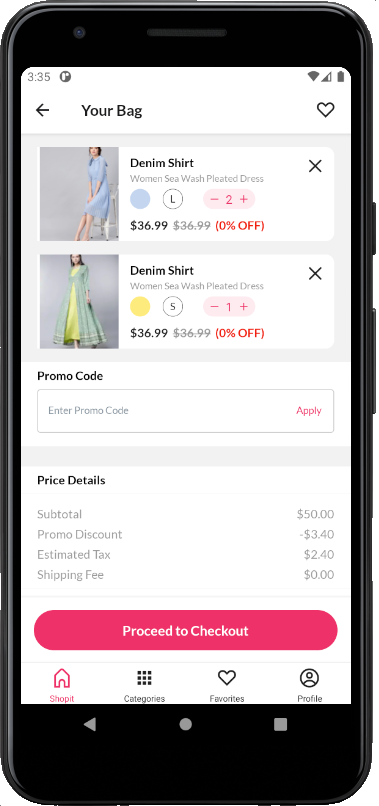 3:35
Your Bag
Denim Shirt
Women Sea Wash Pleated Dress
L − 2 +
$36.99 $36.99 (0% OFF)
Denim Shirt
Women Sea Wash Pleated Dress
S − 1 +
$36.99 $36.99 (0% OFF)
Promo Code
Enter Promo Code Apply
Price Details
Subtotal $50.00
Promo Discount -$3.40
Estimated Tax $2.40
Shipping Fee $0.00
Proceed to Checkout
Shopit Categories Favorites Profile